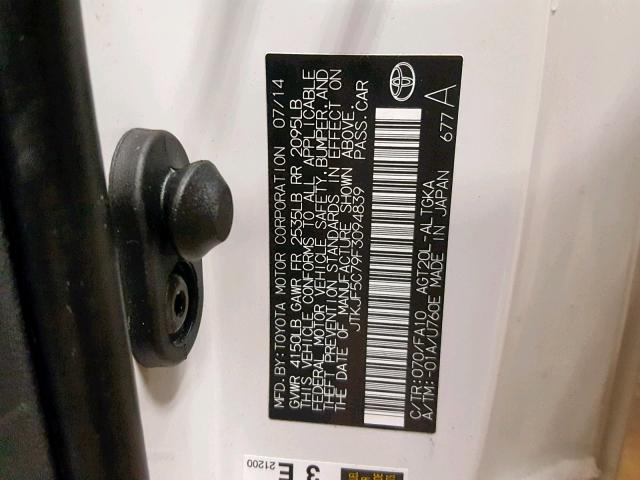 MFD.BY:TOYOTA MOTOR CORPORATION 07/14
GVWR 4150LB GAWR FR 2535LB RR 2095LB
THIS VEHICLE CONFORMS TO ALL APPLICABLE
FEDERAL MOTOR VEHICLE SAFETY,BUMPER,AND
THEFT PREVENTION STANDARDS IN EFFECT ON
THE DATE OF MANUFACTURE SHOWN ABOVE.
JTKJF5C79F3094839 PASS.CAR
C/TR:070/FA10 AGT20L-ALTGKA 677 A
A/TM:-01A/U760E MADE IN JAPAN
21200
3 E